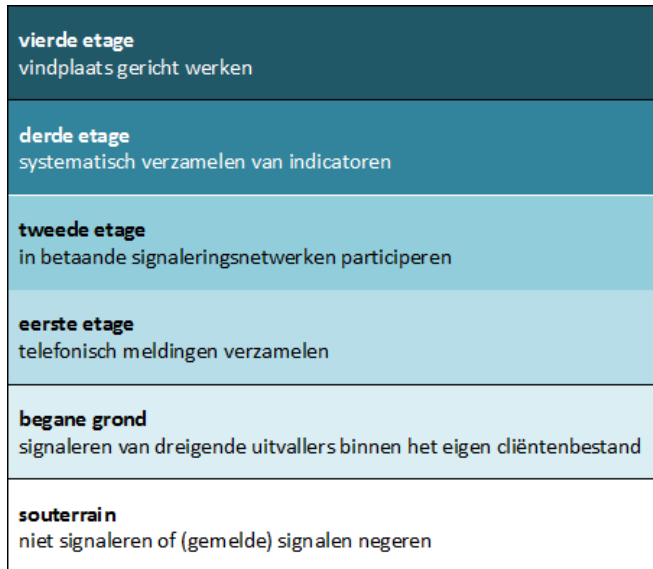 vierde etage
vindplaats gericht werken
derde etage
systematisch verzamelen van indicatoren
tweede etage
in betaande signaleringsnetwerken participeren
eerste etage
telefonisch meldingen verzamelen
begane grond
signaleren van dreigende uitvallers binnen het eigen cliëntenbestand
souterrain
niet signaleren of (gemelde) signalen negeren